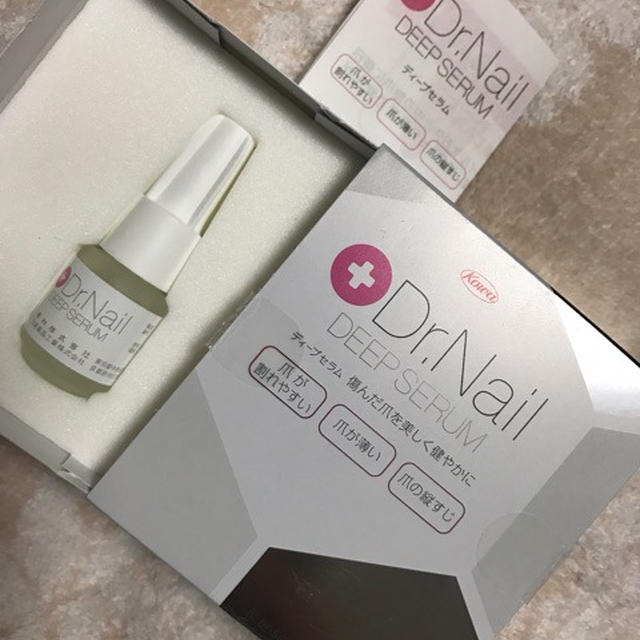 Dr.Nail
DEEP SERUM
ディープセラム
爪が
割れやすい
爪が薄い
爪の縦すじ
Dr.Nail
DEEP SERUM
Kowa
Dr.Nail
DEEP SERUM
ディープセラム 傷んだ爪を美しく健やかに
爪が
割れやすい
爪が薄い
爪の縦すじ